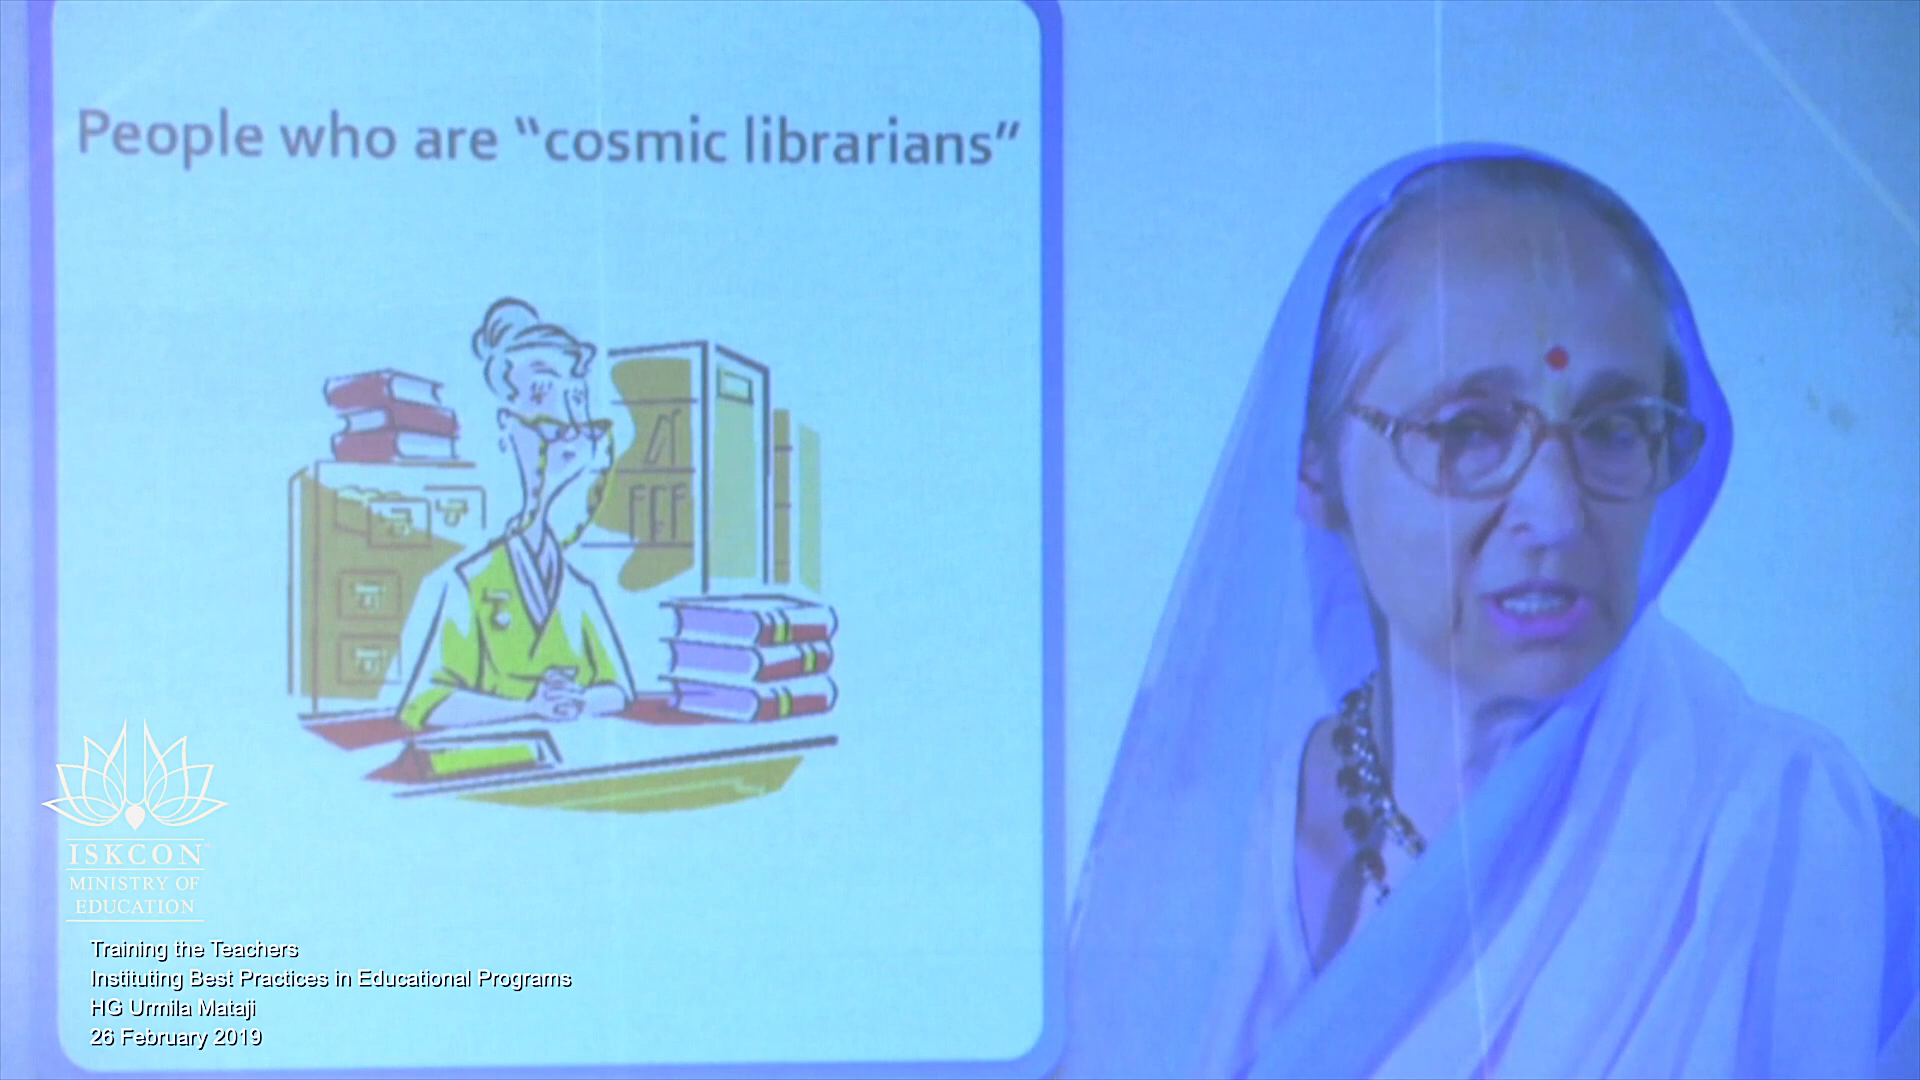 People who are “cosmic librarians”
ISKCON
MINISTRY OF
EDUCATION
Training the Teachers
Instituting Best Practices in Educational Programs
HG Urmila Mataji
26 February 2019